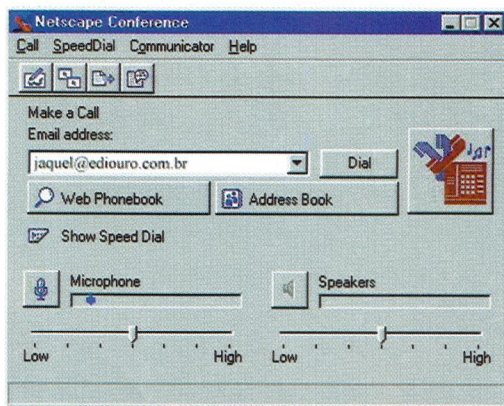 Netscape Conference
Call SpeedDial Communicator Help
Make a Call
Email address:
jaquel@ediouro.com.br Dial
Web Phonebook Address Book
Show Speed Dial
Microphone Speakers
Low High Low High